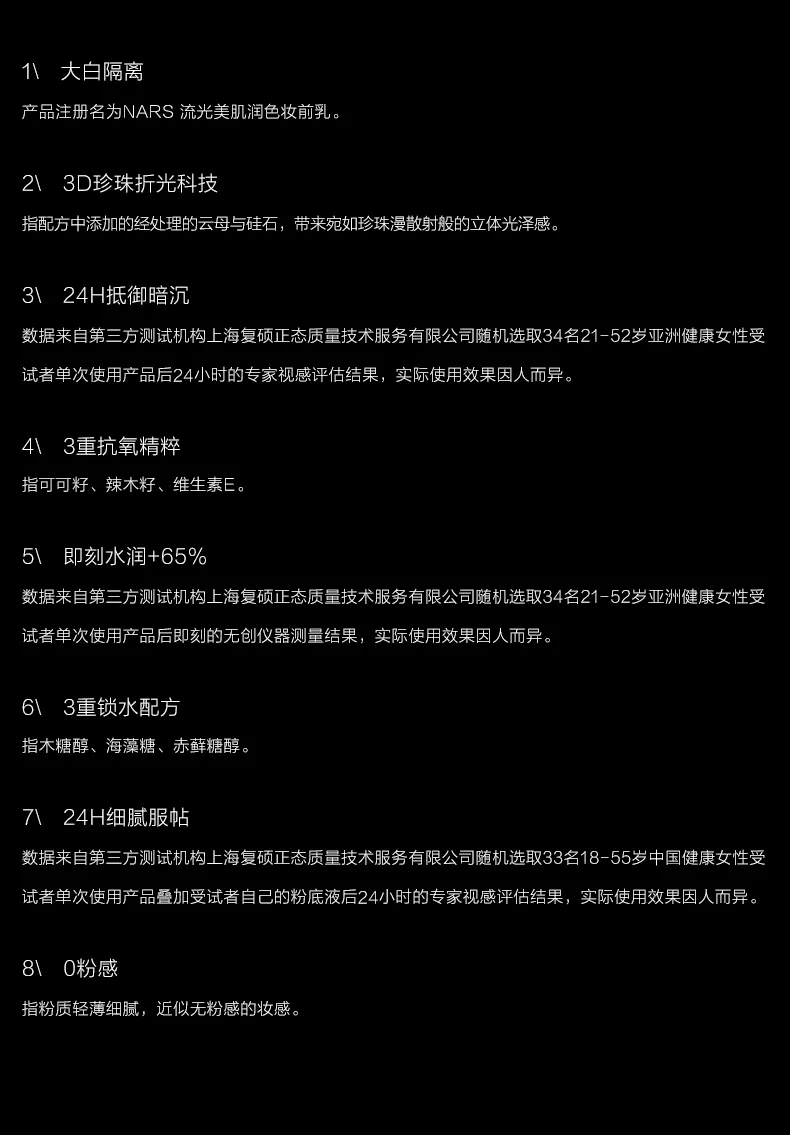 1\ 大白隔离
产品注册名为NARS 流光美肌润色妆前乳。
2\ 3D珍珠折光科技
指配方中添加的经处理的云母与硅石，带来宛如珍珠漫散射般的立体光泽感。
3\ 24H抵御暗沉
数据来自第三方测试机构上海复硕正态质量技术服务有限公司随机选取34名21-52岁亚洲健康女性受
试者单次使用产品后24小时的专家视感评估结果，实际使用效果因人而异。
4\ 3重抗氧精粹
指可可籽、辣木籽、维生素E。
5\ 即刻水润+65%
数据来自第三方测试机构上海复硕正态质量技术服务有限公司随机选取34名21-52岁亚洲健康女性受
试者单次使用产品后即刻的无创仪器测量结果，实际使用效果因人而异。
6\ 3重锁水配方
指木糖醇、海藻糖、赤藓糖醇。
7\ 24H细腻服帖
数据来自第三方测试机构上海复硕正态质量技术服务有限公司随机选取33名18-55岁中国健康女性受
试者单次使用产品叠加受试者自己的粉底液后24小时的专家视感评估结果，实际使用效果因人而异。
8\ 0粉感
指粉质轻薄细腻，近似无粉感的妆感。